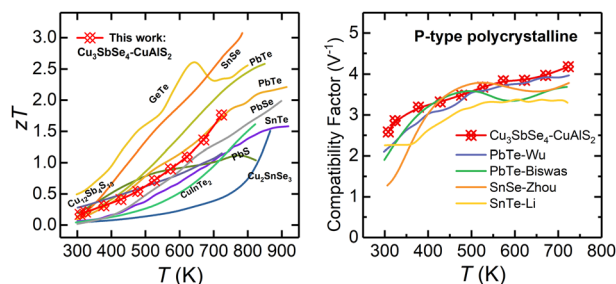 3.0
2.5
2.0
1.5
1.0
0.5
0.0
zT
This work:
Cu₃SbSe₄-CuAlS₂
GeTe
SnSe
PbTe
PbTe
PbSe
SnTe
PbS
Cu₂SnSe₃
CuInTe₂
300 400 500 600 700 800 900
T (K)
P-type polycrystalline
5
4
3
2
1
0
Compatibility Factor (V⁻¹)
Cu₃SbSe₄-CuAlS₂
PbTe-Wu
PbTe-Biswas
SnSe-Zhou
SnTe-Li
300 400 500 600 700 800
T (K)